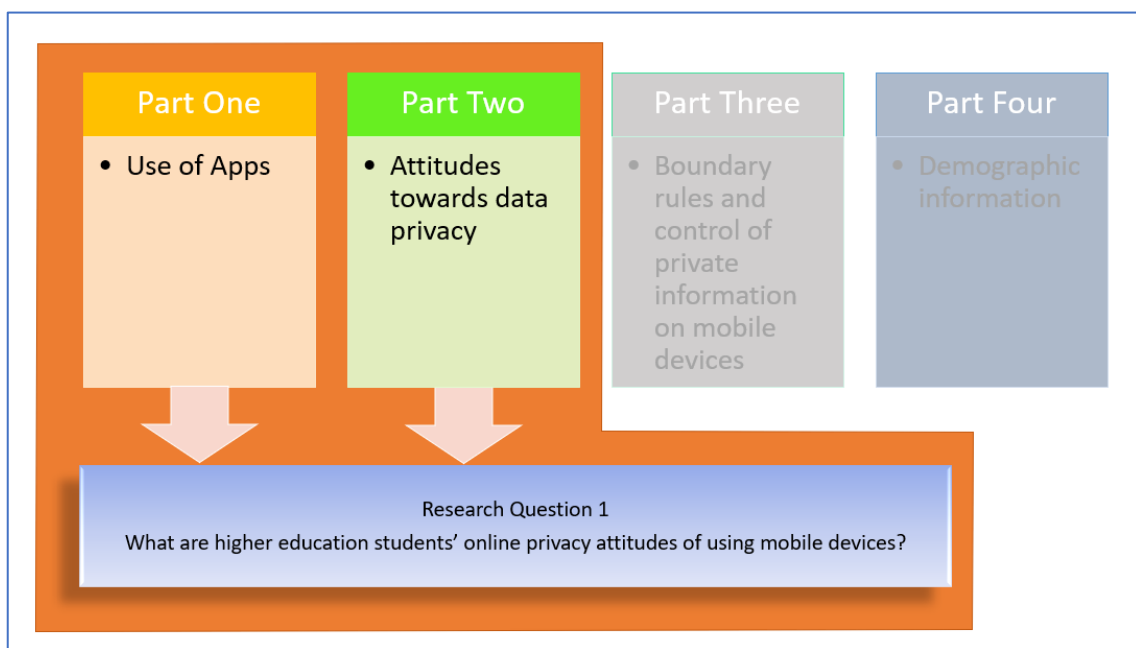 Part One
• Use of Apps
Part Two
• Attitudes
towards data
privacy
Part Three
• Boundary
rules and
control of
private
information
on mobile
devices
Part Four
• Demographic
information
Research Question 1
What are higher education students’ online privacy attitudes of using mobile devices?